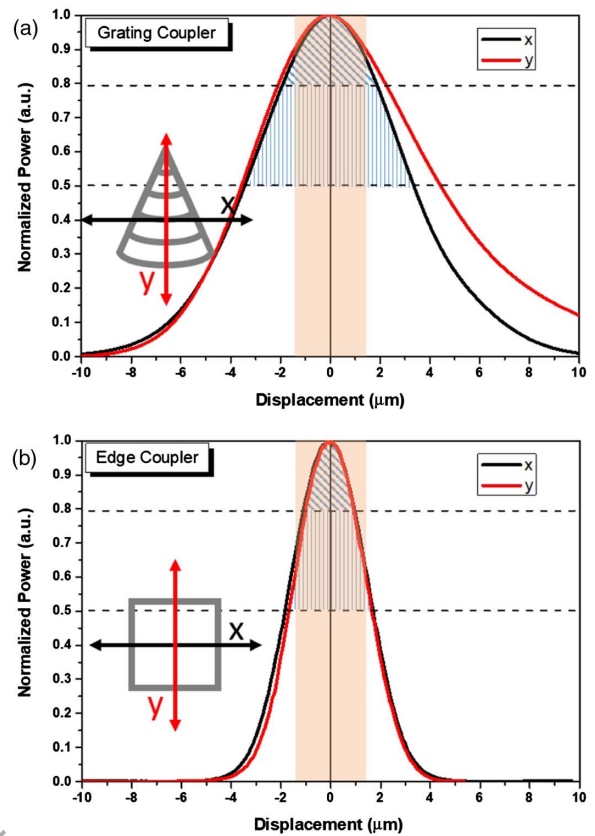 (a)
Grating Coupler
x
y
Normalized Power (a.u.)
1.0
0.9
0.8
0.7
0.6
0.5
0.4
0.3
0.2
0.1
0.0
X
y
-10 -8 -6 -4 -2 0 2 4 6 8 10
Displacement (μm)
(b)
Edge Coupler
x
y
Normalized Power (a.u.)
1.0
0.9
0.8
0.7
0.6
0.5
0.4
0.3
0.2
0.1
0.0
X
y
-10 -8 -6 -4 -2 0 2 4 6 8 10
Displacement (μm)